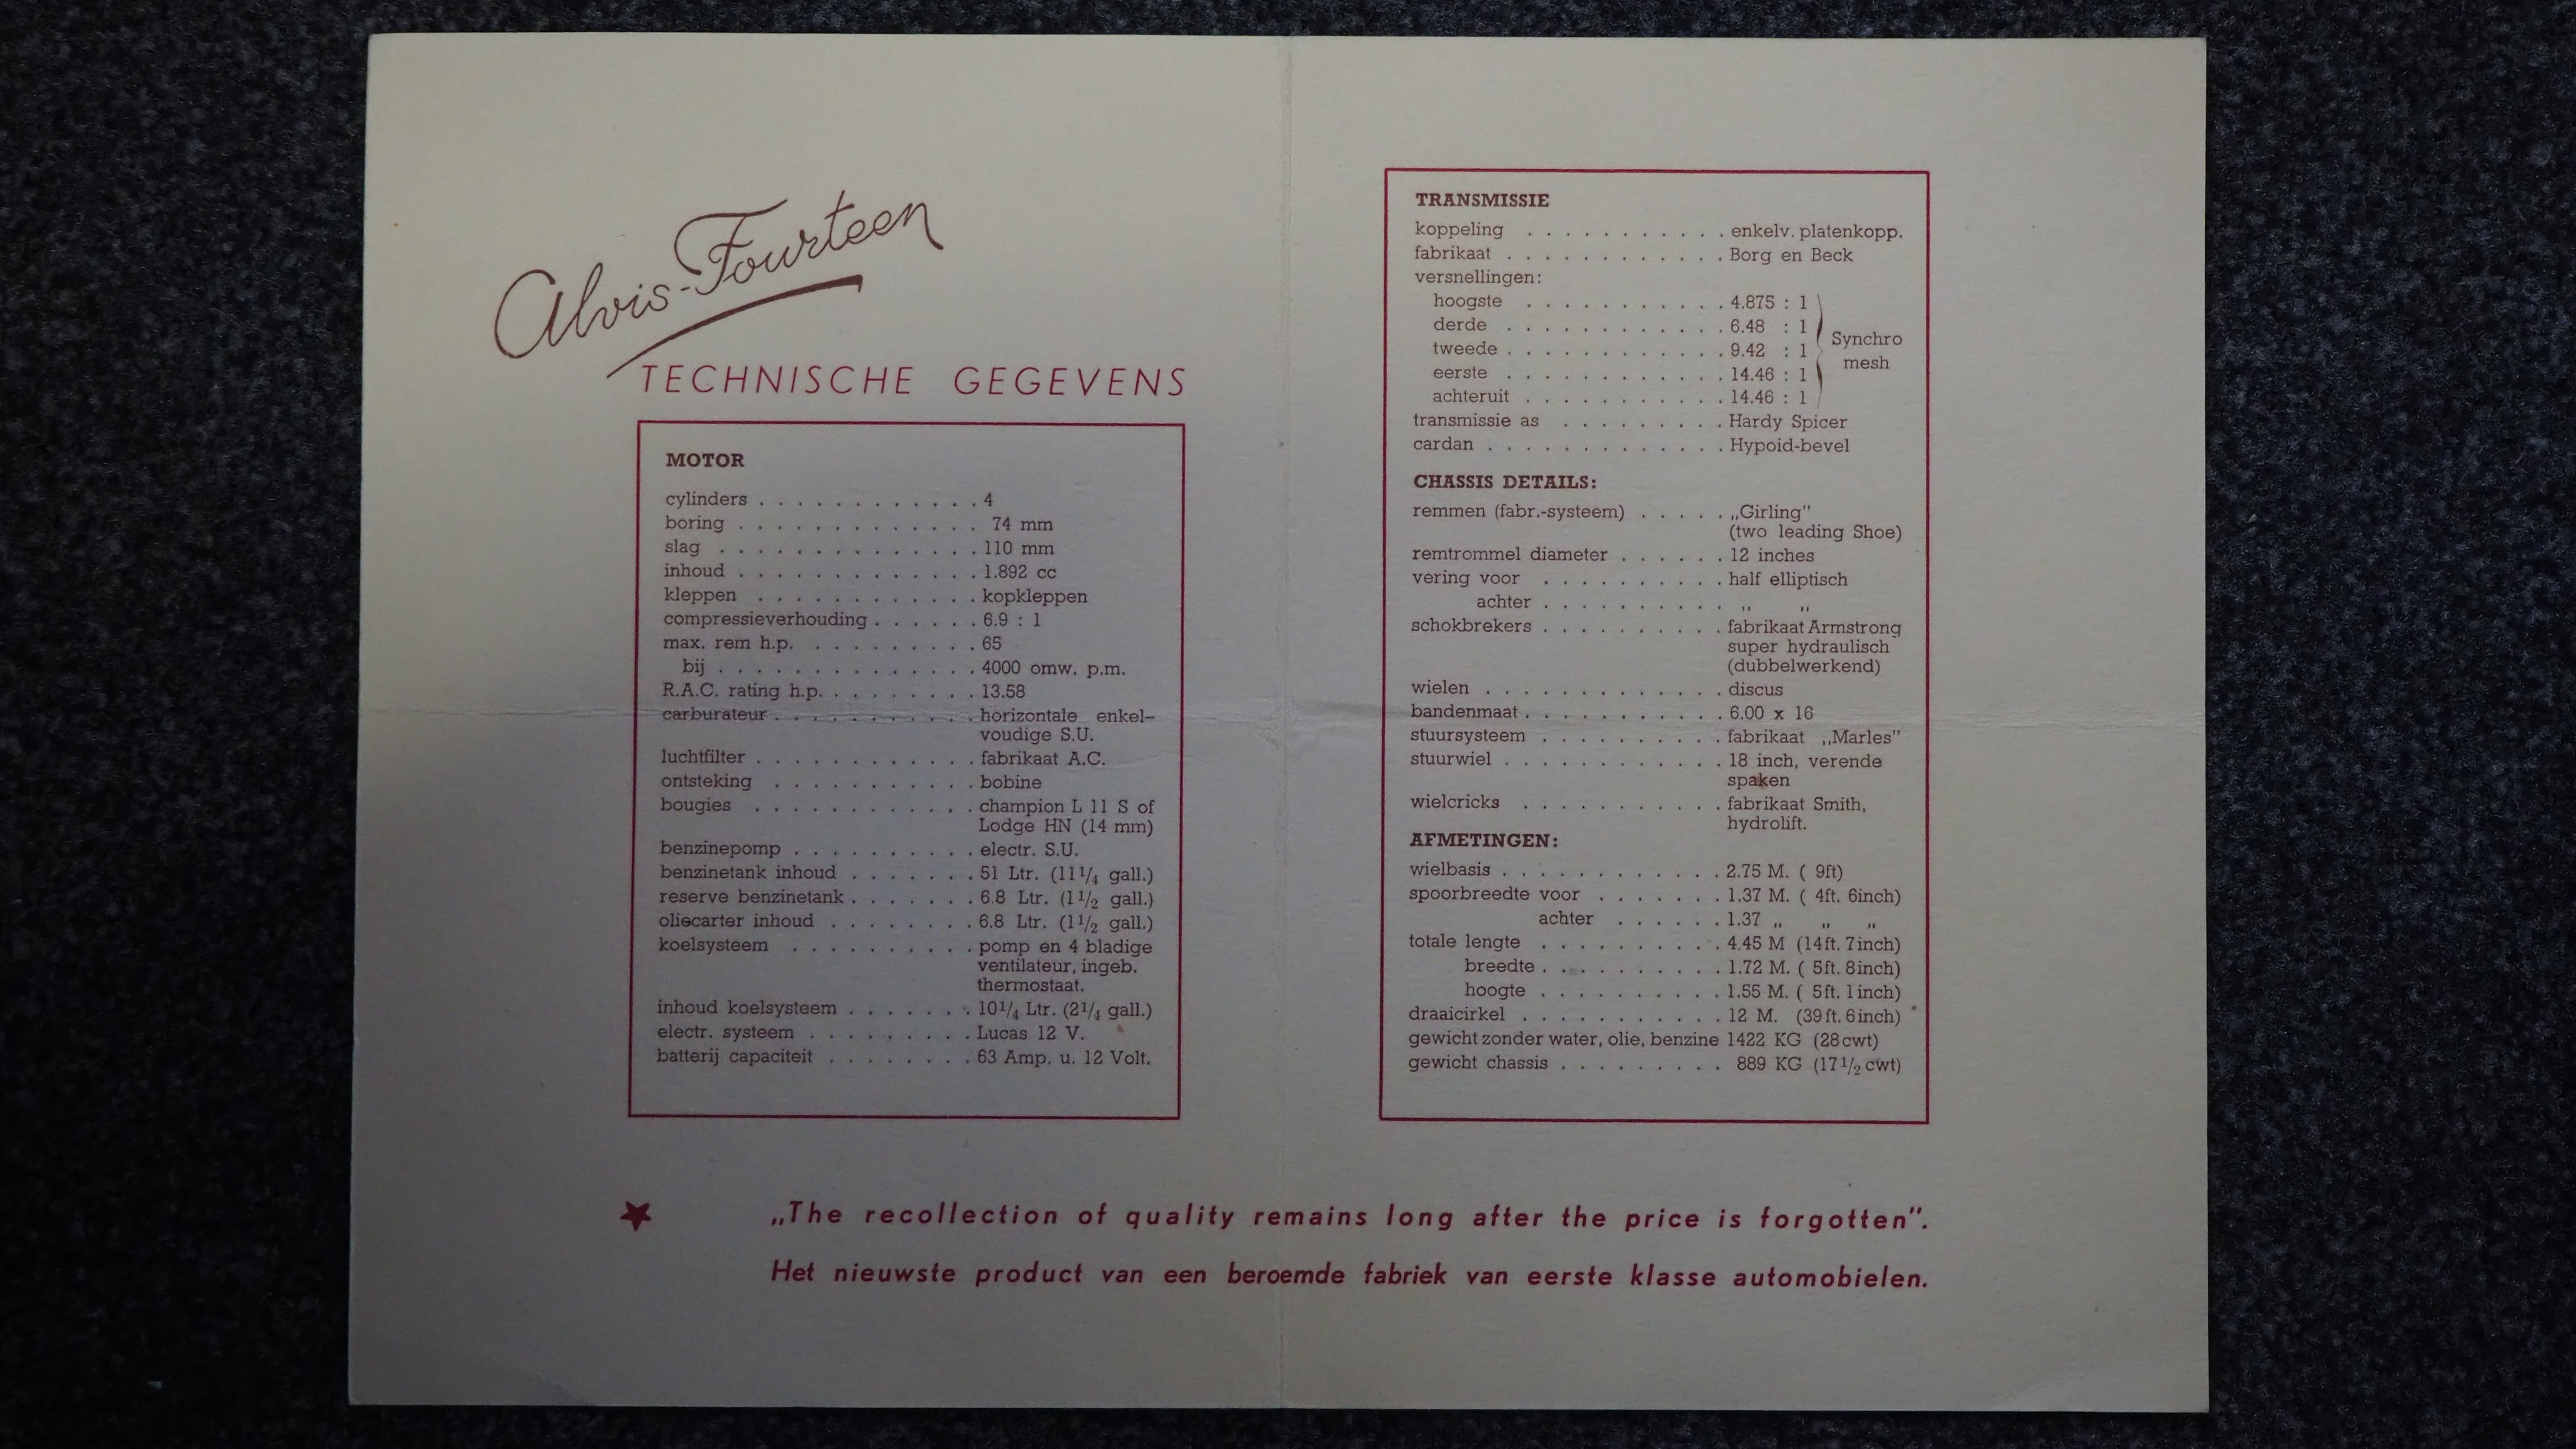 Alvis-Fourteen
TECHNISCHE GEGEVENS
MOTOR
cylinders . . . . . . . . . . . . 4
boring . . . . . . . . . . . . . 74 mm
slag . . . . . . . . . . . . . . 110 mm
inhoud . . . . . . . . . . . . . 1.892 cc
kleppen . . . . . . . . . . . . kopkleppen
compressieverhouding . . . . . . 6.9 : 1
max. rem h.p. . . . . . . . . . 65
bij . . . . . . . . . . . . . . 4000 omw. p.m.
R.A.C. rating h.p. . . . . . . . . 13.58
carburateur . . . . . . . . . . . horizontale enkel-
voudige S.U.
luchtfilter . . . . . . . . . . . . fabrikaat A.C.
ontsteking . . . . . . . . . . . bobine
bougies . . . . . . . . . . . . champion L 11 S of
Lodge HN (14 mm)
benzinepomp . . . . . . . . . . electr. S.U.
benzinetank inhoud . . . . . . . 51 Ltr. (11¼ gall.)
reserve benzinetank . . . . . . . 6.8 Ltr. (1½ gall.)
oliecarter inhoud . . . . . . . . 6.8 Ltr. (1½ gall.)
koelsysteem . . . . . . . . . . pomp en 4 bladige
ventilateur, ingeb.
thermostaat.
inhoud koelsysteem . . . . . . . 10¼ Ltr. (2¼ gall.)
electr. systeem . . . . . . . . . Lucas 12 V.
batterij capaciteit . . . . . . . . 63 Amp. u. 12 Volt.
TRANSMISSIE
koppeling . . . . . . . . . . . enkelv. platenkopp.
fabrikaat . . . . . . . . . . . . Borg en Beck
versnellingen:
hoogste . . . . . . . . . . . 4.875 : 1
derde . . . . . . . . . . . . 6.48 : 1
tweede . . . . . . . . . . . . 9.42 : 1
eerste . . . . . . . . . . . . 14.46 : 1
achteruit . . . . . . . . . . . 14.46 : 1
Synchro
mesh
transmissie as . . . . . . . . . Hardy Spicer
cardan . . . . . . . . . . . . . Hypoid-bevel
CHASSIS DETAILS:
remmen (fabr.-systeem) . . . . . „Girling"
(two leading Shoe)
remtrommel diameter . . . . . . 12 inches
vering voor . . . . . . . . . . half elliptisch
achter . . . . . . . . . . „ „
schokbrekers . . . . . . . . . . fabrikaat Armstrong
super hydraulisch
(dubbelwerkend)
wielen . . . . . . . . . . . . . discus
bandenmaat . . . . . . . . . . . 6.00 x 16
stuursysteem . . . . . . . . . . fabrikaat „Marles"
stuurwiel . . . . . . . . . . . . 18 inch, verende
spaken
wielcricks . . . . . . . . . . . fabrikaat Smith,
hydrolift.
AFMETINGEN:
wielbasis . . . . . . . . . . . . 2.75 M. ( 9ft)
spoorbreedte voor . . . . . . . 1.37 M. ( 4ft. 6inch)
achter . . . . . . 1.37 „ „ „
totale lengte . . . . . . . . . . 4.45 M (14ft. 7inch)
breedte . . . . . . . . . . 1.72 M. ( 5ft. 8inch)
hoogte . . . . . . . . . . 1.55 M. ( 5ft. 1inch)
draaicirkel . . . . . . . . . . . 12 M. (39ft. 6inch)
gewicht zonder water, olie, benzine 1422 KG (28cwt)
gewicht chassis . . . . . . . . . 889 KG (17½ cwt)
„The recollection of quality remains long after the price is forgotten".
Het nieuwste product van een beroemde fabriek van eerste klasse automobielen.